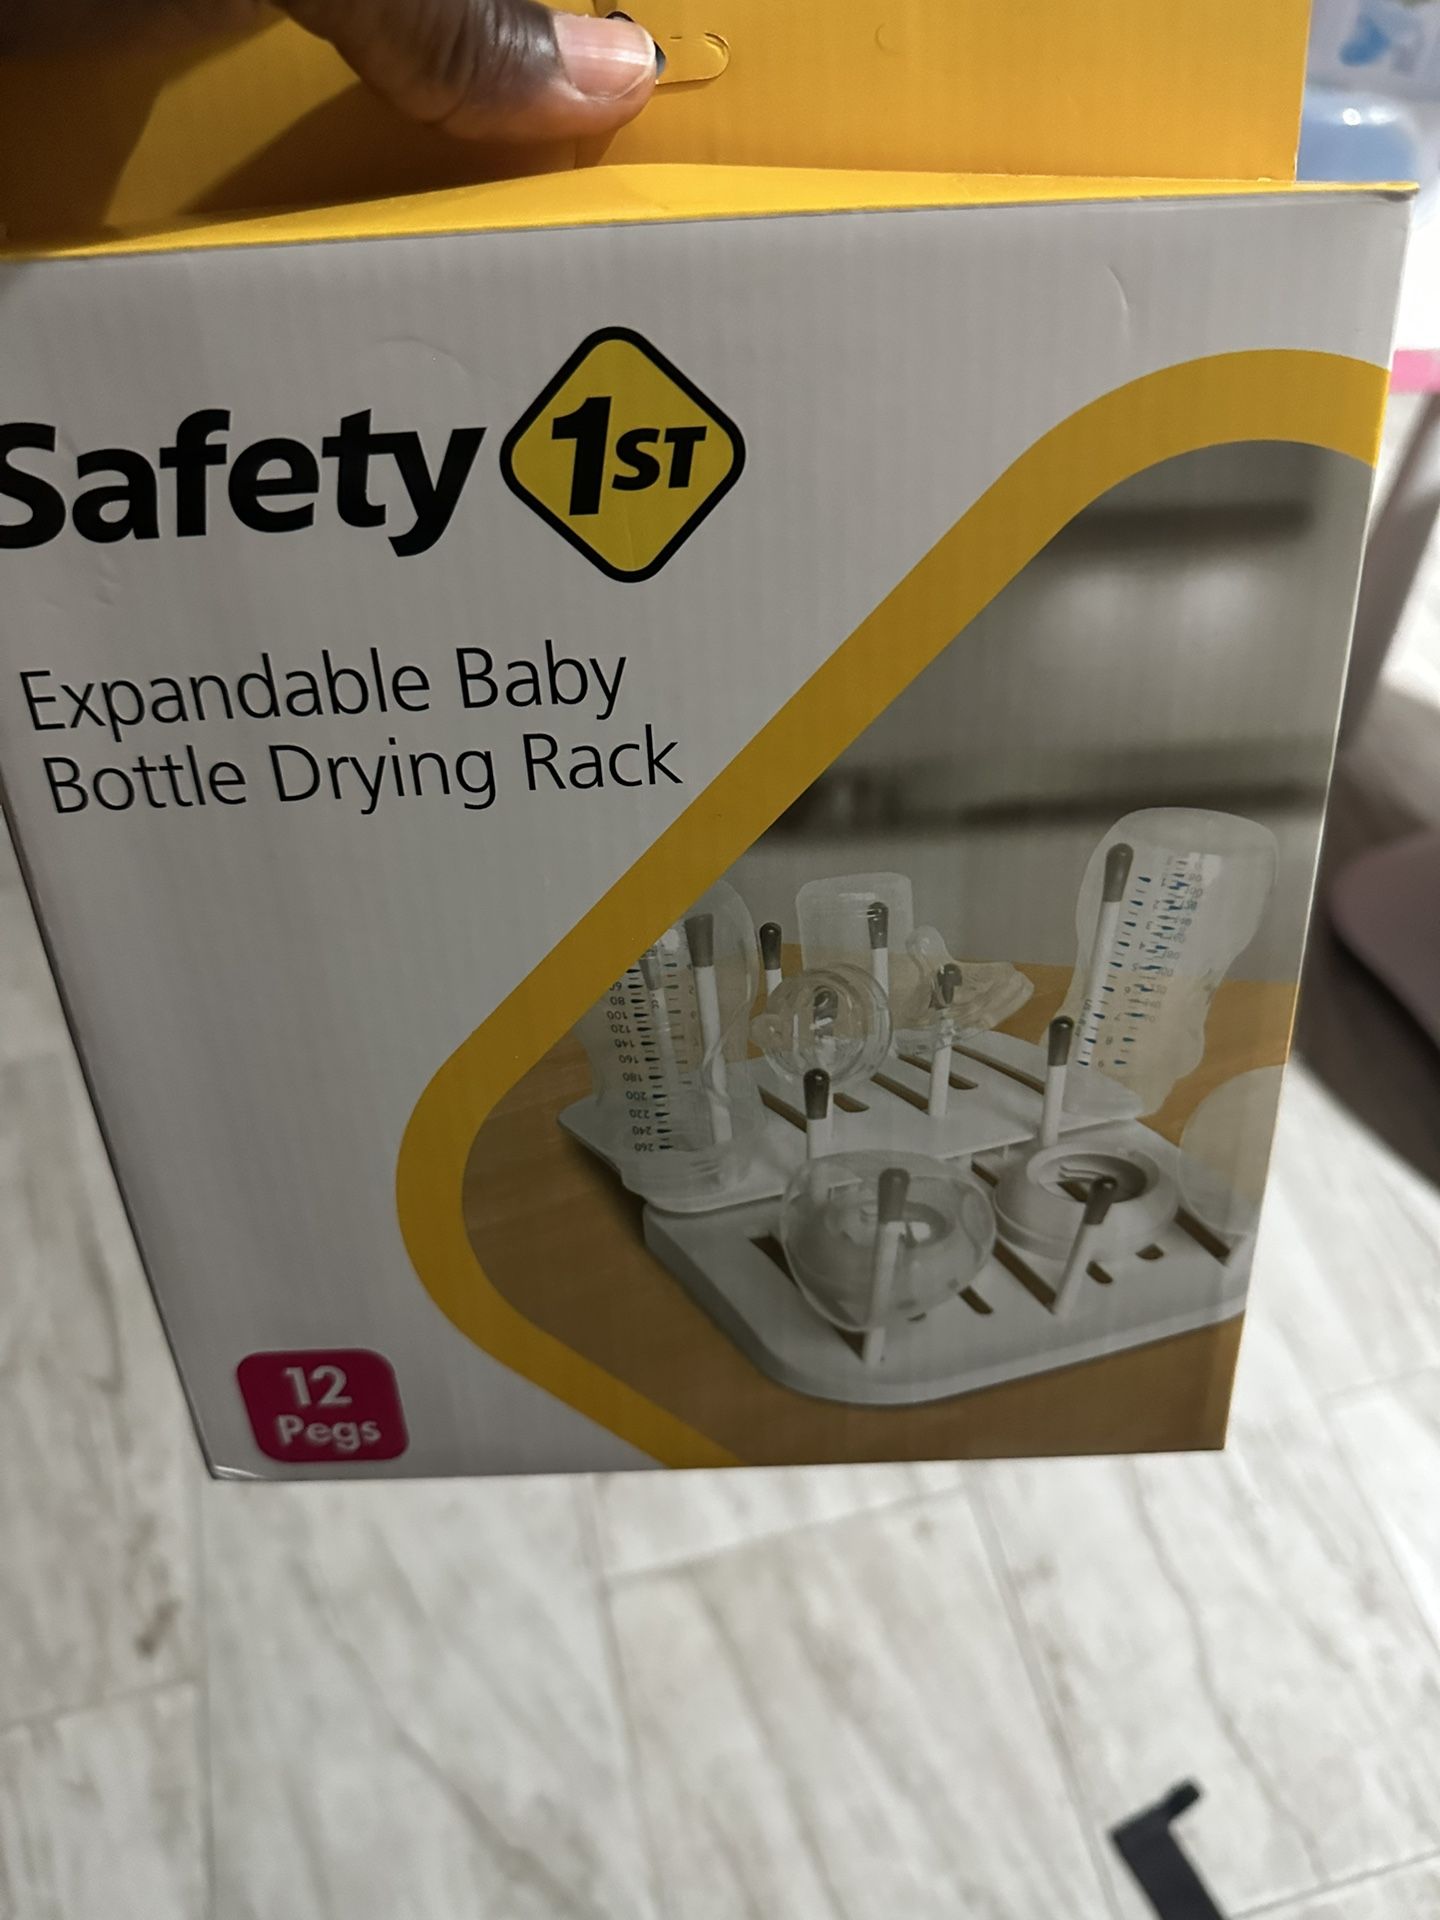 Safety 1ST
Expandable Baby
Bottle Drying Rack
12
Pegs